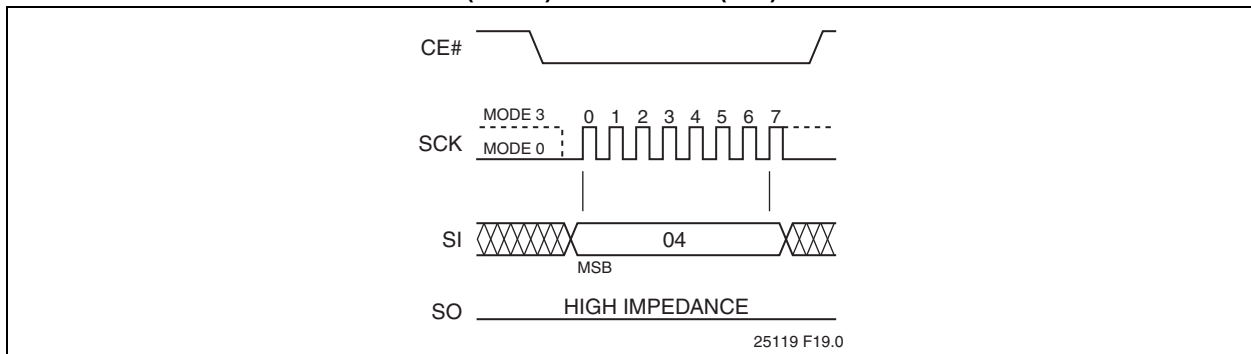 CE#
MODE 3
0 1 2 3 4 5 6 7
SCK
MODE 0
SI
04
MSB
SO
HIGH IMPEDANCE
25119 F19.0